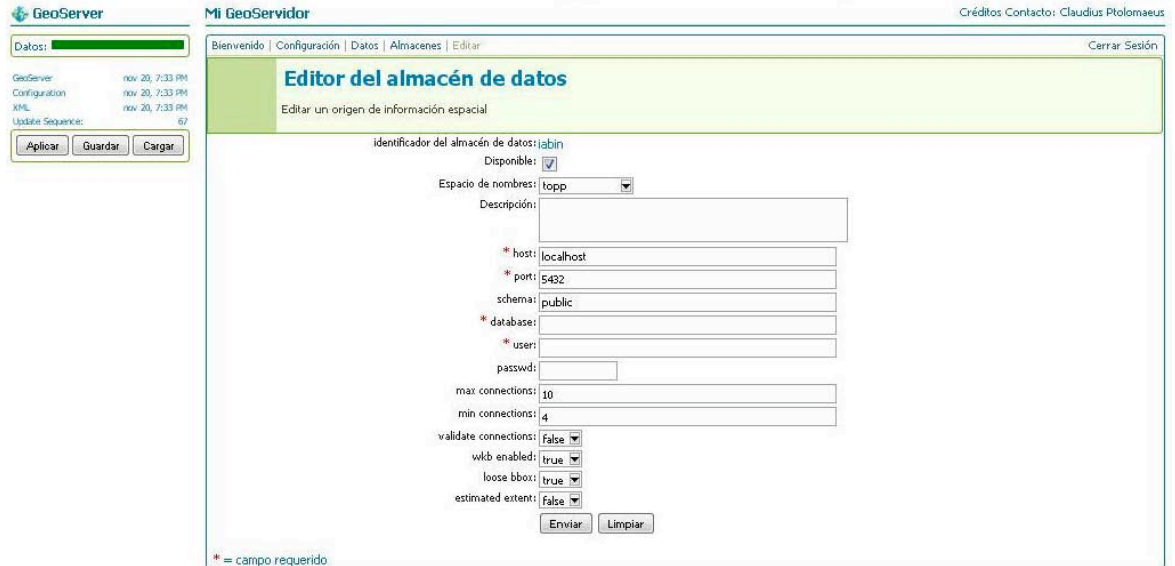 GeoServer
Mi GeoServidor
Créditos Contacto: Claudius Ptolomaeus
Datos:
Bienvenido | Configuración | Datos | Almacenes | Editar
Cerrar Sesión
GeoServer nov 20, 7:33 PM
Configuration nov 20, 7:33 PM
XML nov 20, 7:33 PM
Update Sequence: 67
Aplicar Guardar Cargar
Editor del almacén de datos
Editar un origen de información espacial
identificador del almacén de datos: iabin
Disponible:
Espacio de nombres: topp
Descripción:
* host: localhost
* port: 5432
schema: public
* database:
* user:
passwd:
max connections: 10
min connections: 4
validate connections: false
wkb enabled: true
loose bbox: true
estimated extent: false
Enviar Limpiar
* = campo requerido